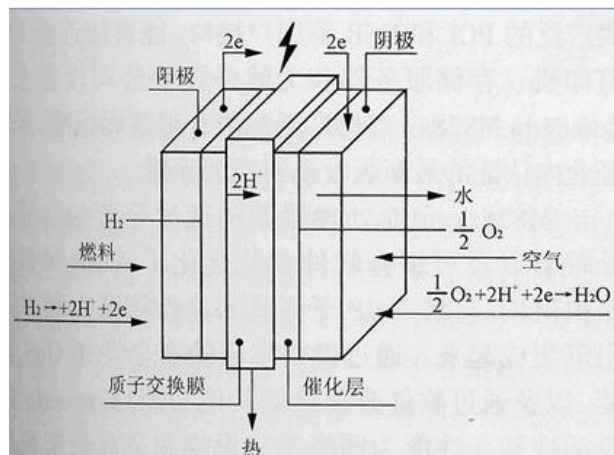 2e
2e
阴极
阳极
2H⁺
水
H₂
1/2 O₂
燃料
空气
H₂→+2H⁺+2e
1/2 O₂+2H⁺+2e→H₂O
质子交换膜
催化层
热